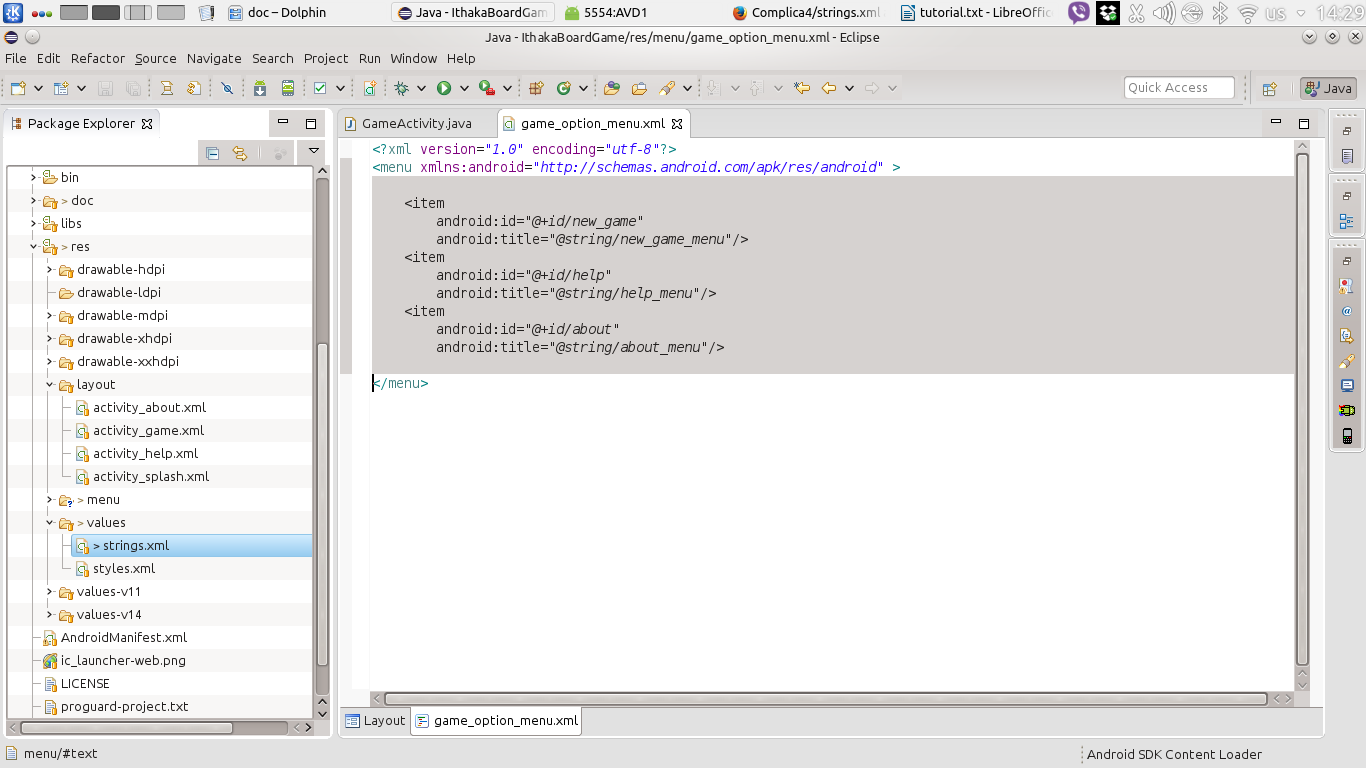 doc – Dolphin
Java - IthakaBoardGam
5554:AVD1
Complica4/strings.xml
tutorial.txt - LibreOffic
us
14:29
Java - IthakaBoardGame/res/menu/game_option_menu.xml - Eclipse
File Edit Refactor Source Navigate Search Project Run Window Help
Quick Access
Java
Package Explorer
GameActivity.java
game_option_menu.xml
bin
> doc
libs
> res
drawable-hdpi
drawable-ldpi
drawable-mdpi
drawable-xhdpi
drawable-xxhdpi
layout
activity_about.xml
activity_game.xml
activity_help.xml
activity_splash.xml
> menu
> values
> strings.xml
styles.xml
values-v11
values-v14
AndroidManifest.xml
ic_launcher-web.png
LICENSE
proguard-project.txt
<?xml version="1.0" encoding="utf-8"?>
<menu xmlns:android="http://schemas.android.com/apk/res/android" >
<item
android:id="@+id/new_game"
android:title="@string/new_game_menu"/>
<item
android:id="@+id/help"
android:title="@string/help_menu"/>
<item
android:id="@+id/about"
android:title="@string/about_menu"/>
</menu>
Layout
game_option_menu.xml
menu/#text
Android SDK Content Loader